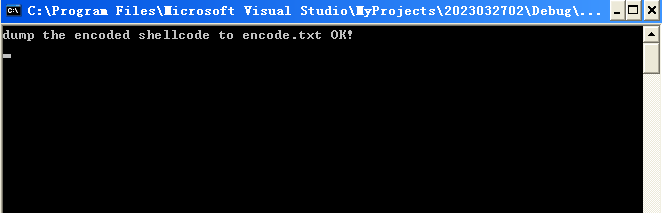 C:\Program Files\Microsoft Visual Studio\MyProjects\2023032702\Debug\...
dump the encoded shellcode to encode.txt OK!